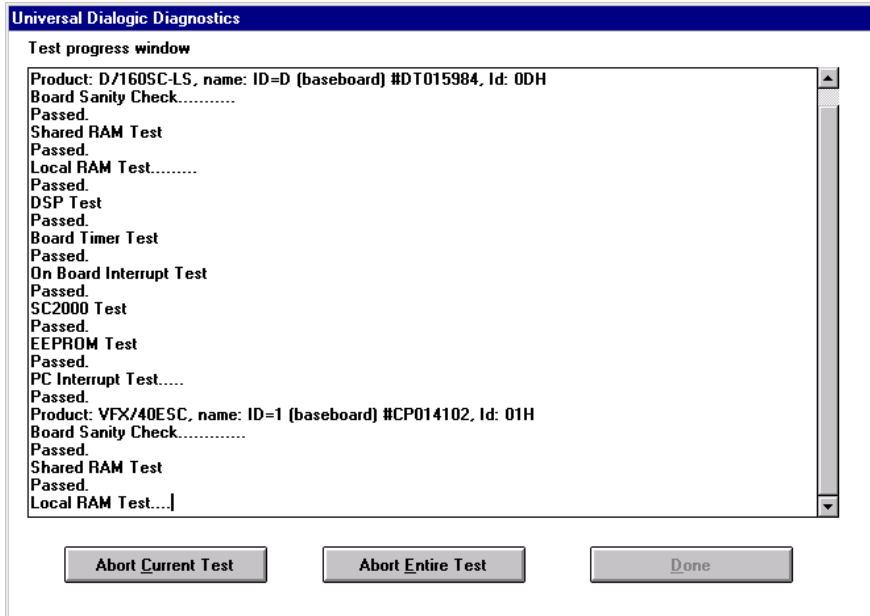 Universal Dialogic Diagnostics
Test progress window
Product: D/160SC-LS, name: ID=D (baseboard) #DT015984, Id: 0DH
Board Sanity Check...........
Passed.
Shared RAM Test
Passed.
Local RAM Test.........
Passed.
DSP Test
Passed.
Board Timer Test
Passed.
On Board Interrupt Test
Passed.
SC2000 Test
Passed.
EEPROM Test
Passed.
PC Interrupt Test.....
Passed.
Product: VFX/40ESC, name: ID=1 (baseboard) #CP014102, Id: 01H
Board Sanity Check.............
Passed.
Shared RAM Test
Passed.
Local RAM Test....
Abort Current Test Abort Entire Test Done